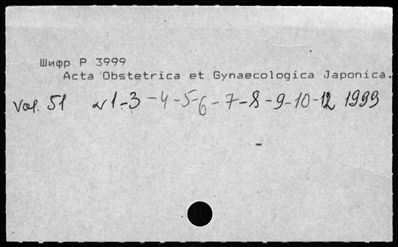 Шифр Р 3999
Acta Obstetrica et Gynaecologica Japonica.
Vol. 51 N 1-3-4-5-6-7-8-9-10-12 1999